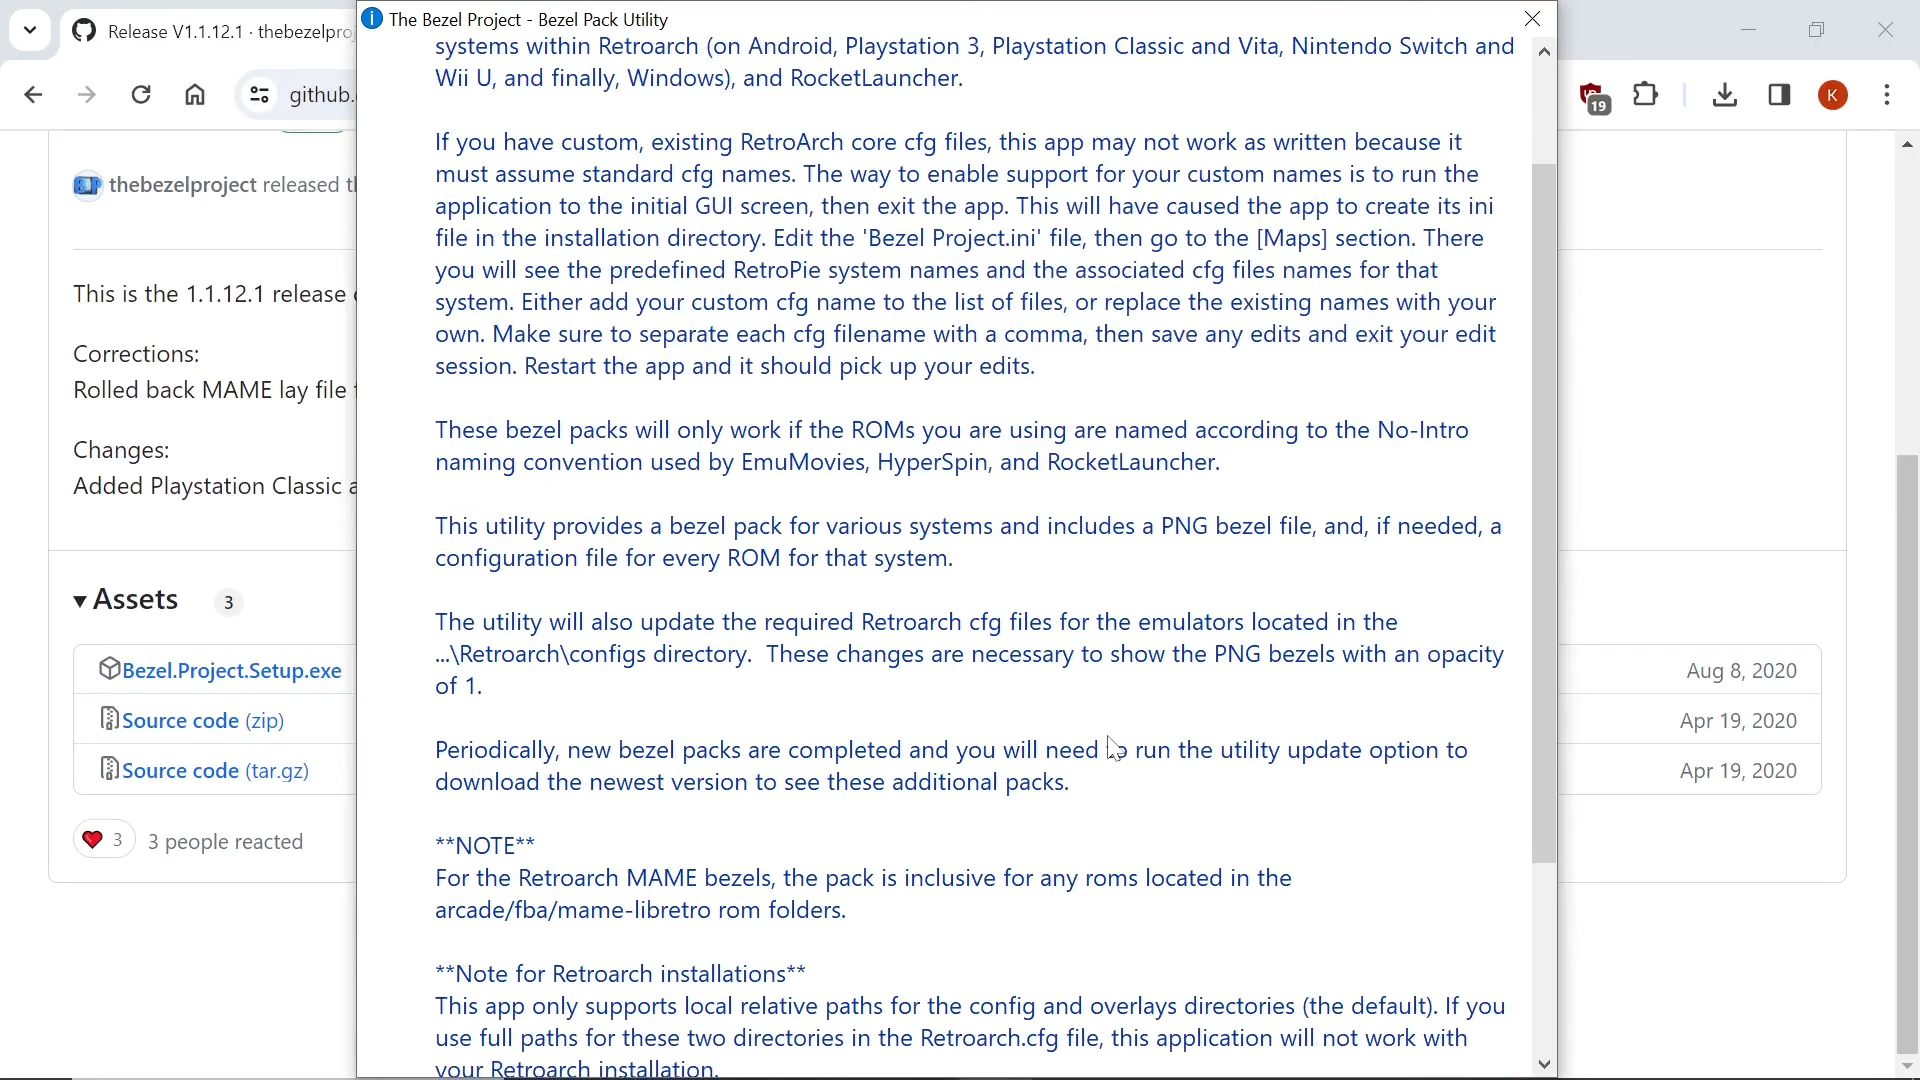 Release V1.1.12.1 · thebezelpro
The Bezel Project - Bezel Pack Utility
github.
19
K
systems within Retroarch (on Android, Playstation 3, Playstation Classic and Vita, Nintendo Switch and
Wii U, and finally, Windows), and RocketLauncher.
If you have custom, existing RetroArch core cfg files, this app may not work as written because it
must assume standard cfg names. The way to enable support for your custom names is to run the
application to the initial GUI screen, then exit the app. This will have caused the app to create its ini
file in the installation directory. Edit the 'Bezel Project.ini' file, then go to the [Maps] section. There
you will see the predefined RetroPie system names and the associated cfg files names for that
system. Either add your custom cfg name to the list of files, or replace the existing names with your
own. Make sure to separate each cfg filename with a comma, then save any edits and exit your edit
session. Restart the app and it should pick up your edits.
These bezel packs will only work if the ROMs you are using are named according to the No-Intro
naming convention used by EmuMovies, HyperSpin, and RocketLauncher.
This utility provides a bezel pack for various systems and includes a PNG bezel file, and, if needed, a
configuration file for every ROM for that system.
The utility will also update the required Retroarch cfg files for the emulators located in the
...\Retroarch\configs directory.  These changes are necessary to show the PNG bezels with an opacity
of 1.
Periodically, new bezel packs are completed and you will need to run the utility update option to
download the newest version to see these additional packs.
**NOTE**
For the Retroarch MAME bezels, the pack is inclusive for any roms located in the
arcade/fba/mame-libretro rom folders.
**Note for Retroarch installations**
This app only supports local relative paths for the config and overlays directories (the default). If you
use full paths for these two directories in the Retroarch.cfg file, this application will not work with
your Retroarch installation.
thebezelproject released
This is the 1.1.12.1 release
Corrections:
Rolled back MAME lay file
Changes:
Added Playstation Classic
Assets 3
Bezel.Project.Setup.exe
Aug 8, 2020
Source code (zip)
Apr 19, 2020
Source code (tar.gz)
Apr 19, 2020
3
3 people reacted